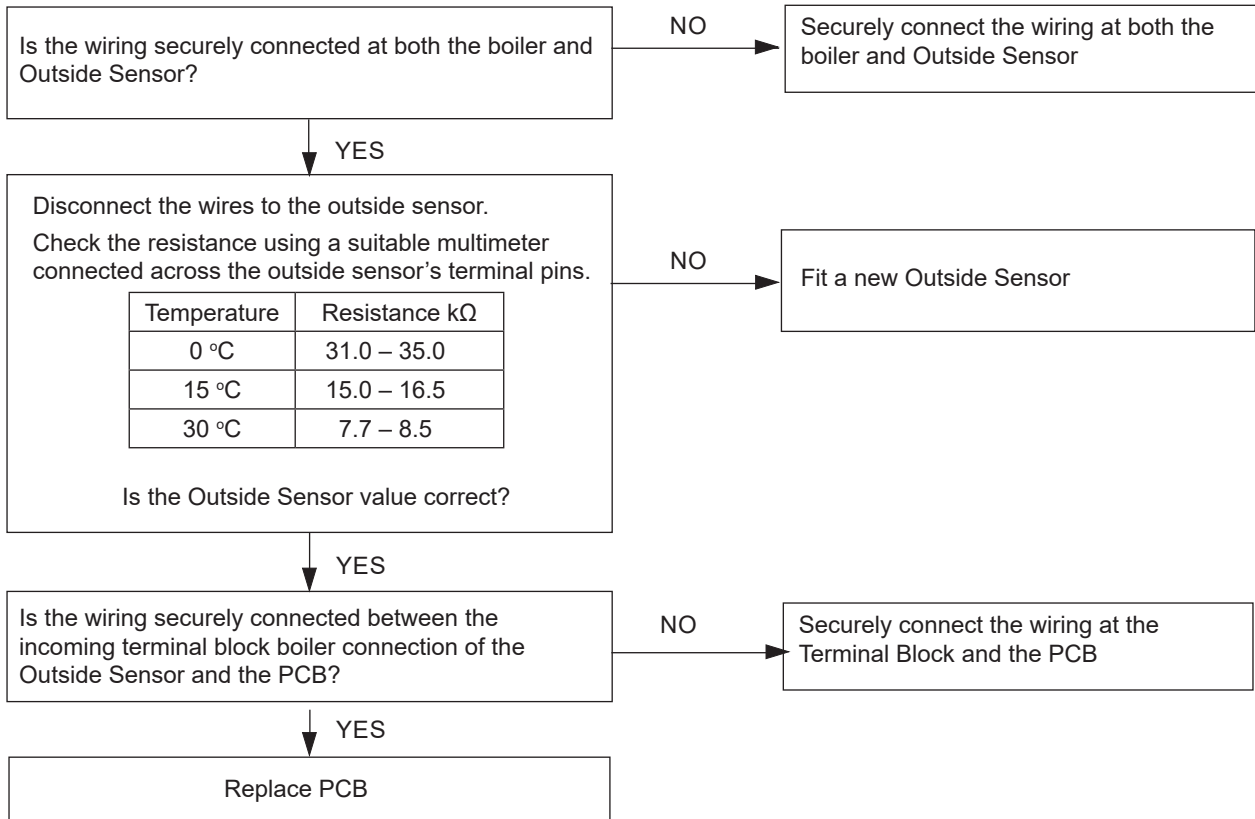 Is the wiring securely connected at both the boiler and
Outside Sensor?
NO
Securely connect the wiring at both the
boiler and Outside Sensor
YES
Disconnect the wires to the outside sensor.
Check the resistance using a suitable multimeter
connected across the outside sensor’s terminal pins.
NO
Fit a new Outside Sensor
Temperature Resistance kΩ
0 °C 31.0 – 35.0
15 °C 15.0 – 16.5
30 °C 7.7 – 8.5
Is the Outside Sensor value correct?
YES
Is the wiring securely connected between the
incoming terminal block boiler connection of the
Outside Sensor and the PCB?
NO
Securely connect the wiring at the
Terminal Block and the PCB
YES
Replace PCB